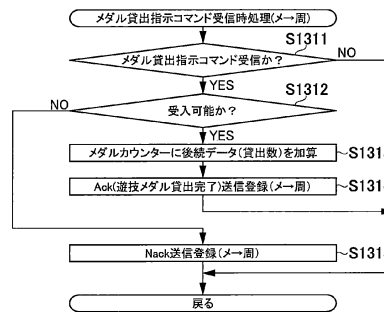 メダル貸出指示コマンド受信時処理(メ→周)
S1311
メダル貸出指示コマンド受信か?
NO
YES
S1312
NO
受入可能か?
YES
メダルカウンターに後続データ(貸出数)を加算
S131
Ack(遊技メダル貸出完了)送信登録(メ→周)
S131
Nack送信登録(メ→周)
S131
戻る